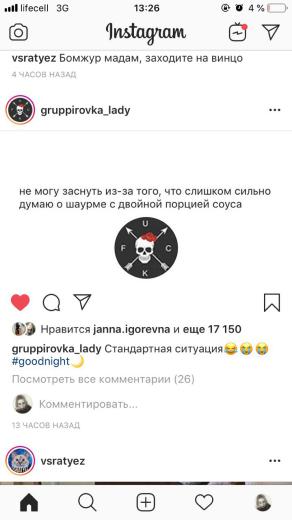 lifecell 3G 13:26 4 %
Instagram
vsratyez Бомжур мадам, заходите на винцо
4 ЧАСОВ НАЗАД
gruppirovka_lady
не могу заснуть из-за того, что слишком сильно
думаю о шаурме с двойной порцией соуса
U
F C
K
Нравится janna.igorevna и еще 17 150
gruppirovka_lady Стандартная ситуация😂😭😭
#goodnight🌙
Посмотреть все комментарии (26)
Комментировать...
13 ЧАСОВ НАЗАД
vsratyez